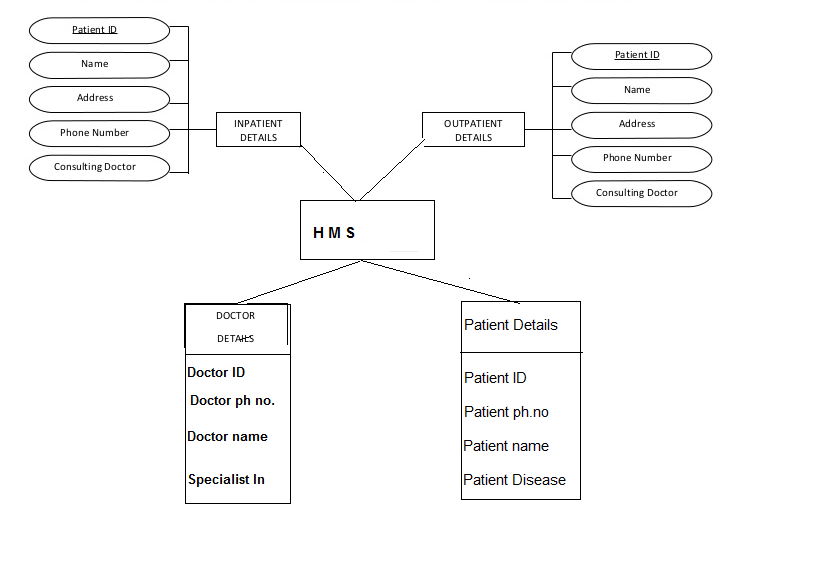 Patient ID
Name
Address
Phone Number
Consulting Doctor
INPATIENT
DETAILS
OUTPATIENT
DETAILS
Patient ID
Name
Address
Phone Number
Consulting Doctor
H M S
DOCTOR
DETAILS
Doctor ID
Doctor ph no.
Doctor name
Specialist In
Patient Details
Patient ID
Patient ph.no
Patient name
Patient Disease